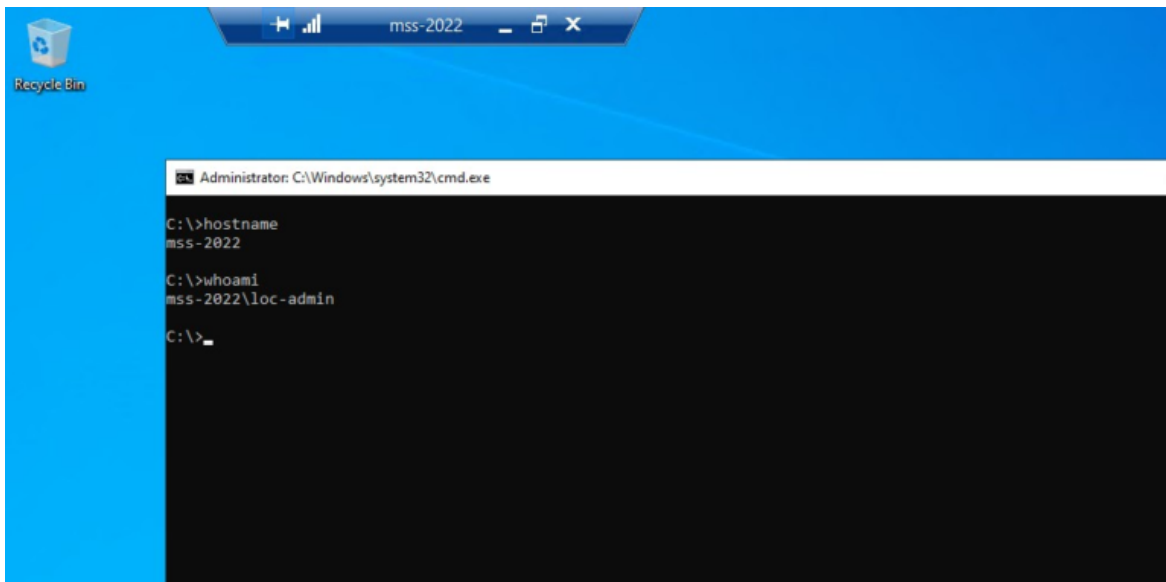 mss-2022
Recycle Bin
Administrator: C:\Windows\system32\cmd.exe
C:\>hostname
mss-2022
C:\>whoami
mss-2022\loc-admin
C:\>